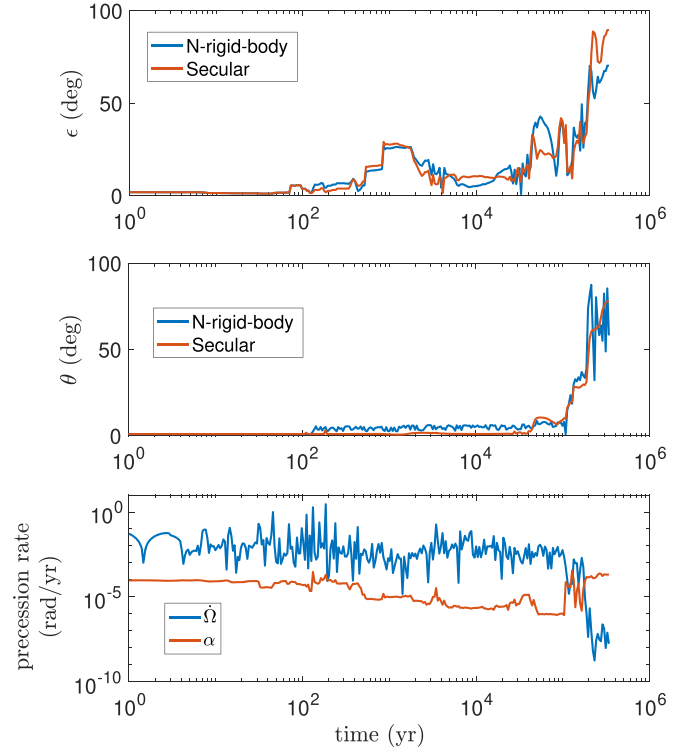 100
50
0
ϵ (deg)
N-rigid-body
Secular
10^0 10^2 10^4 10^6
100
50
0
θ (deg)
N-rigid-body
Secular
10^0 10^2 10^4 10^6
10^0
10^-5
10^-10
precession rate
(rad/yr)
Ω̇
α
10^0 10^2 10^4 10^6
time (yr)